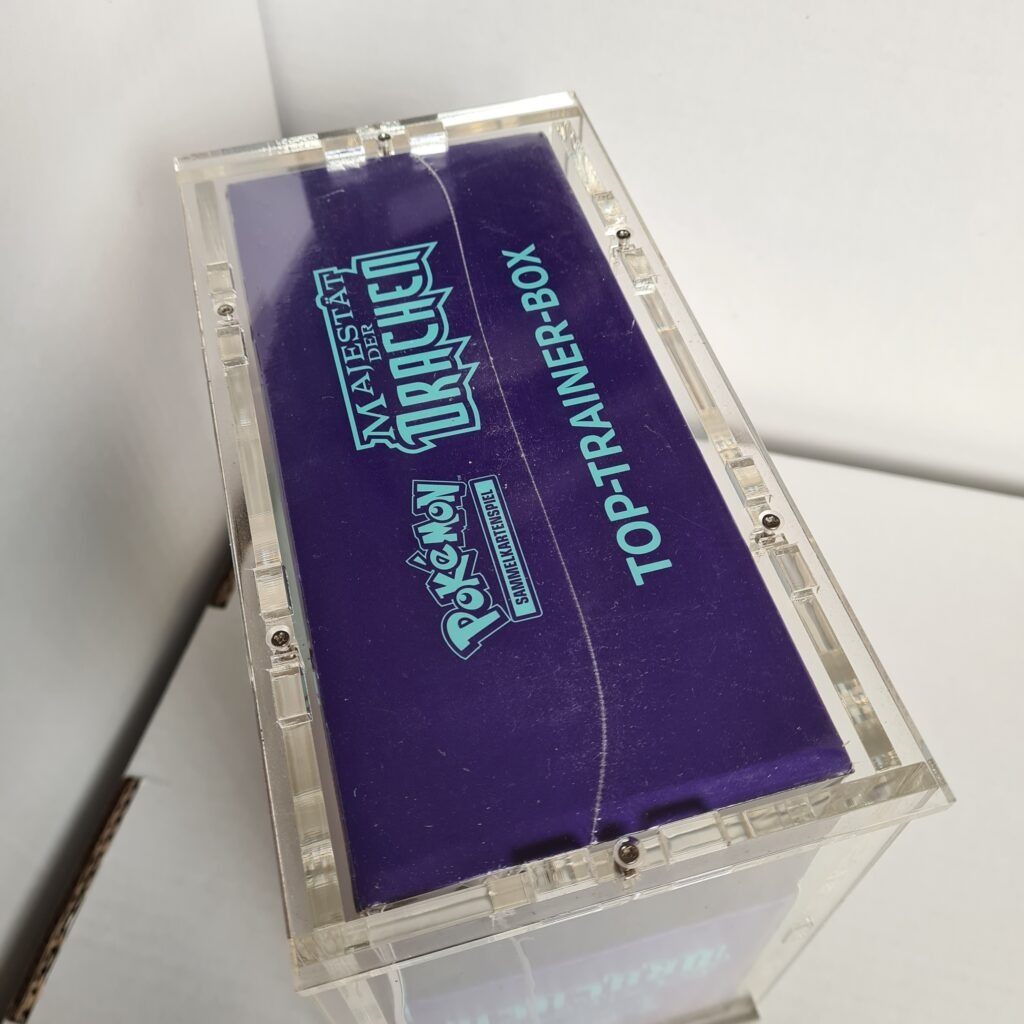 MAJESTÄT
DER
DRACHEN
POKéMON
SAMMELKARTENSPIEL
TOP-TRAINER-BOX